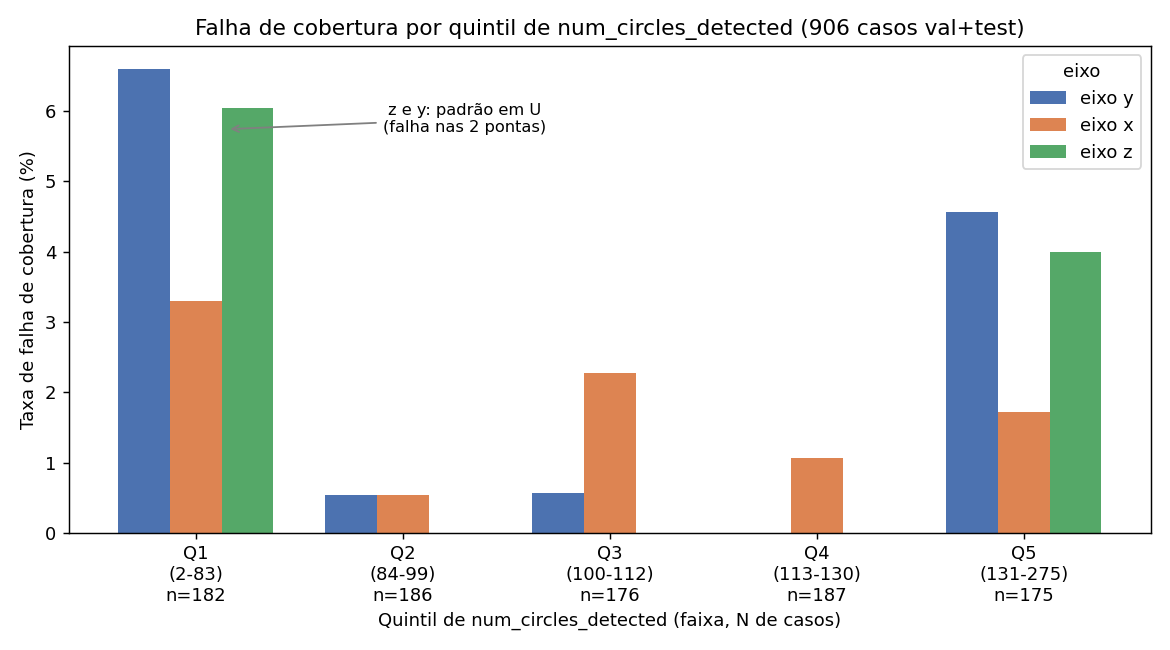 Falha de cobertura por quintil de num_circles_detected (906 casos val+test)
eixo
eixo y
eixo x
eixo z
z e y: padrão em U
(falha nas 2 pontas)
Taxa de falha de cobertura (%)
6
5
4
3
2
1
0
Q1
(2-83)
n=182
Q2
(84-99)
n=186
Q3
(100-112)
n=176
Q4
(113-130)
n=187
Q5
(131-275)
n=175
Quintil de num_circles_detected (faixa, N de casos)